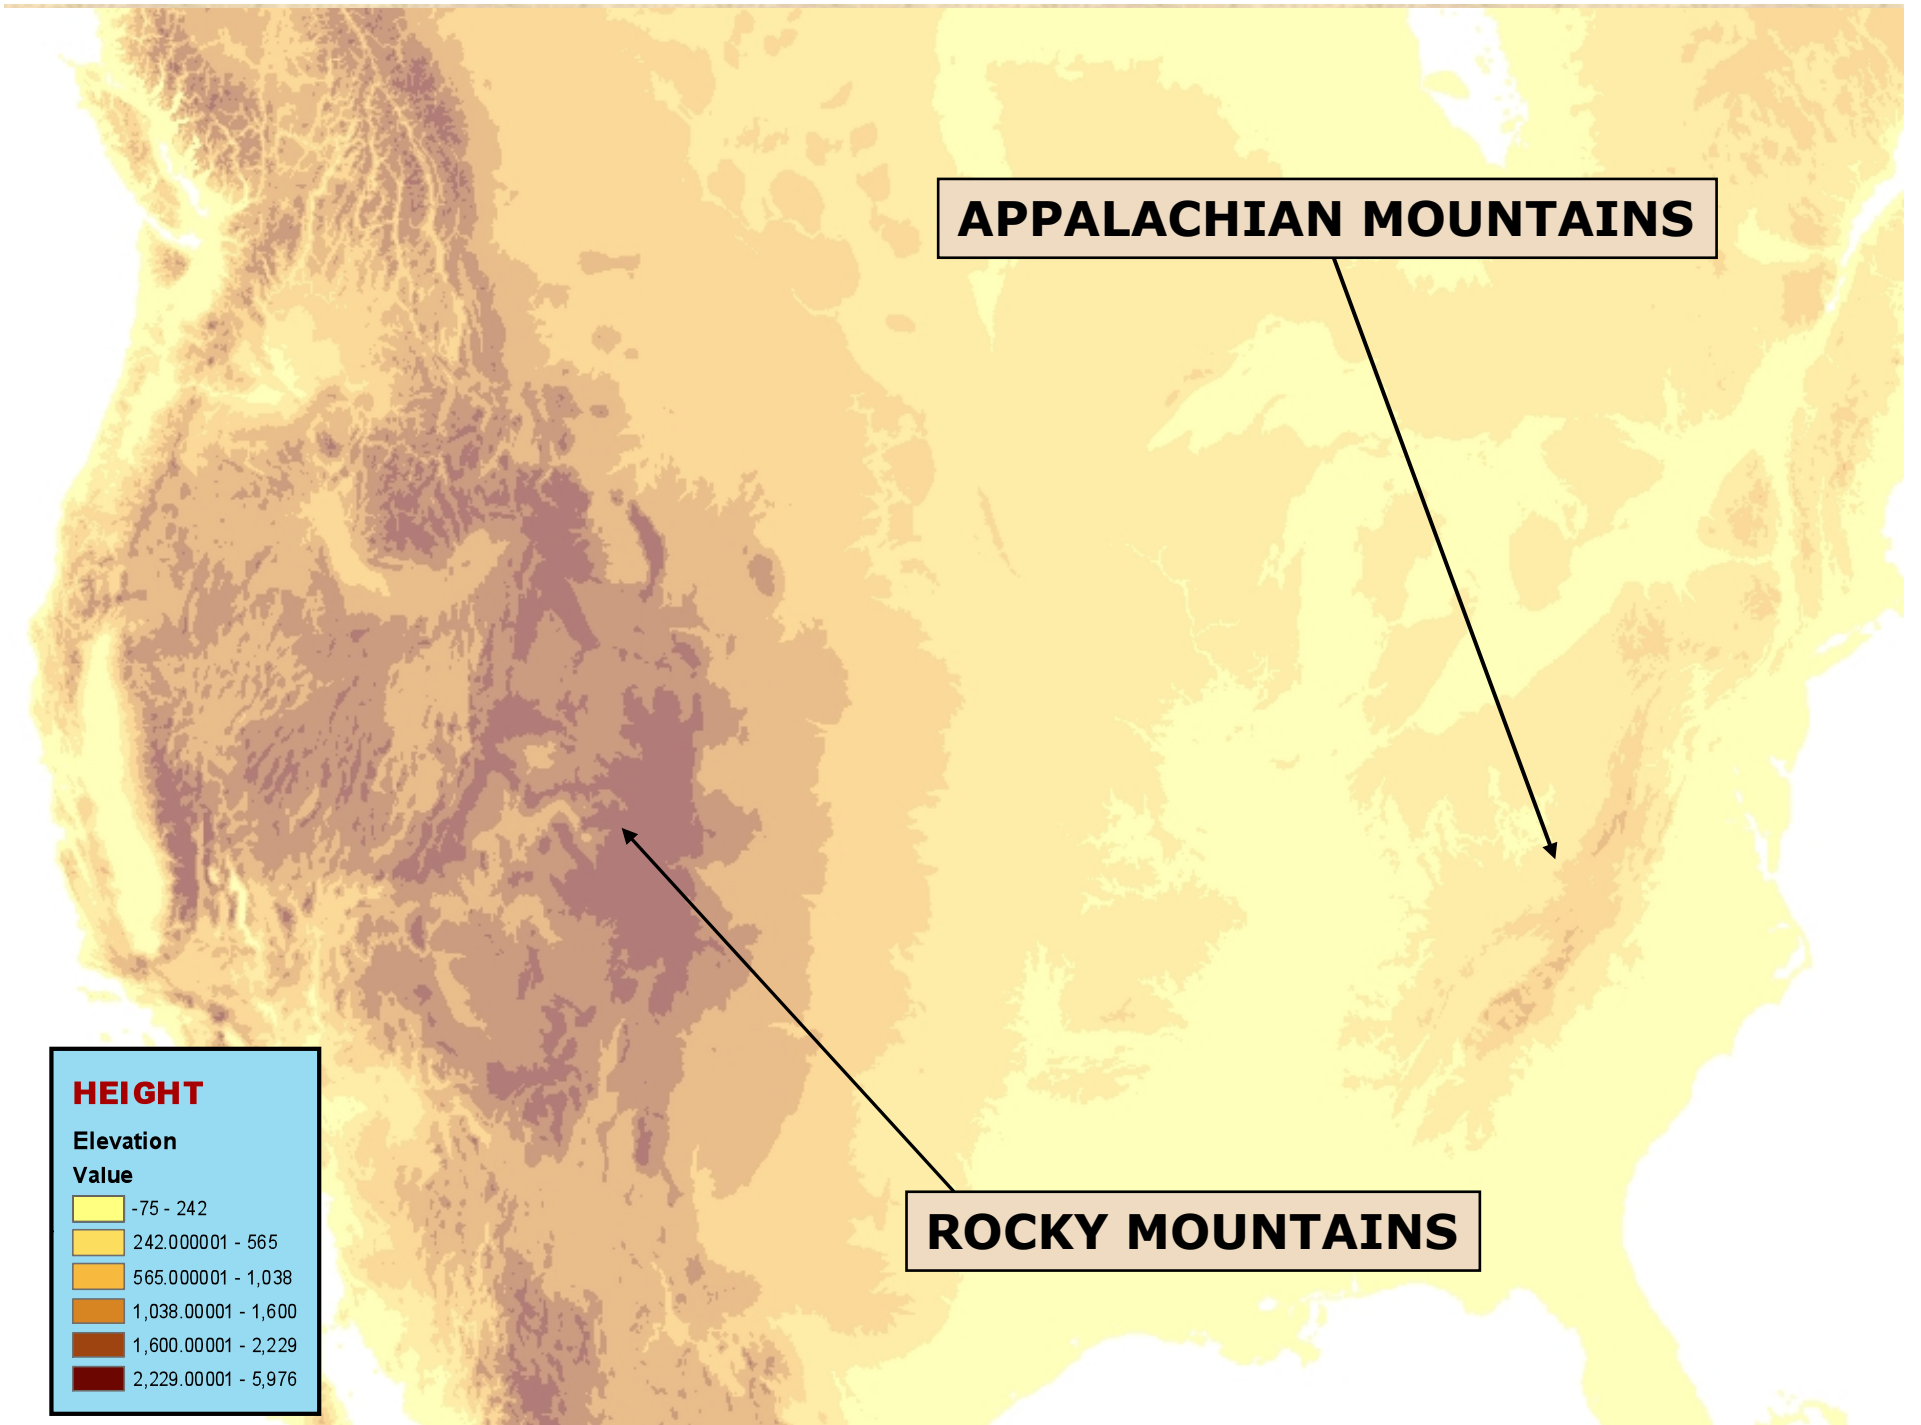 APPALACHIAN MOUNTAINS
ROCKY MOUNTAINS
HEIGHT
Elevation
Value
-75 - 242
242.000001 - 565
565.000001 - 1,038
1,038.00001 - 1,600
1,600.00001 - 2,229
2,229.00001 - 5,976